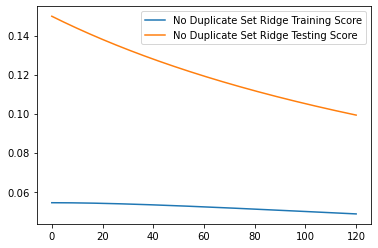 No Duplicate Set Ridge Training Score
No Duplicate Set Ridge Testing Score
0.14
0.12
0.10
0.08
0.06
0 20 40 60 80 100 120